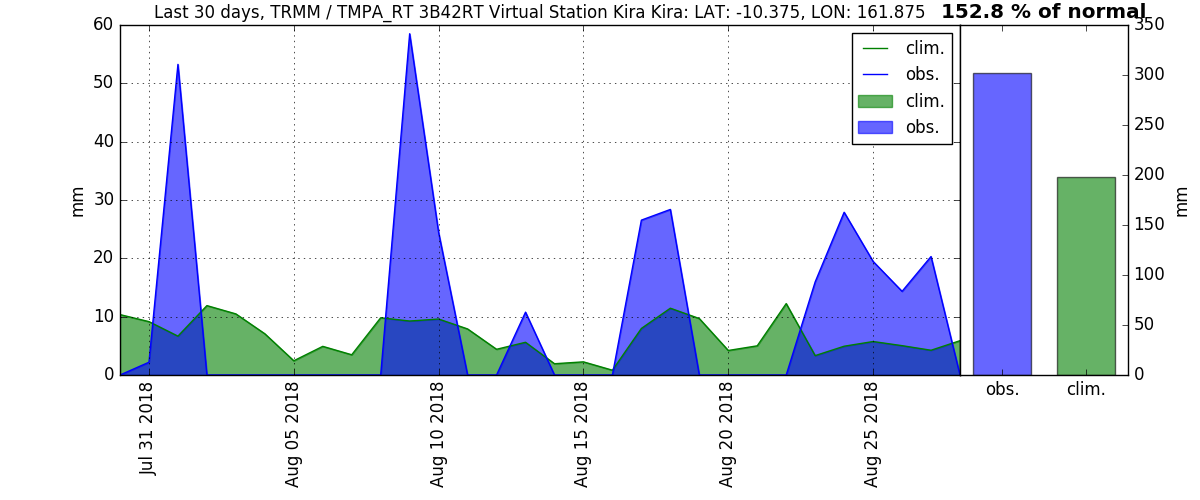 Last 30 days, TRMM / TMPA_RT 3B42RT Virtual Station Kira Kira: LAT: -10.375, LON: 161.875 152.8 % of normal
60
50
40
30
20
10
0
mm
clim.
obs.
clim.
obs.
350
300
250
200
150
100
50
0
mm
Jul 31 2018
Aug 05 2018
Aug 10 2018
Aug 15 2018
Aug 20 2018
Aug 25 2018
obs.
clim.